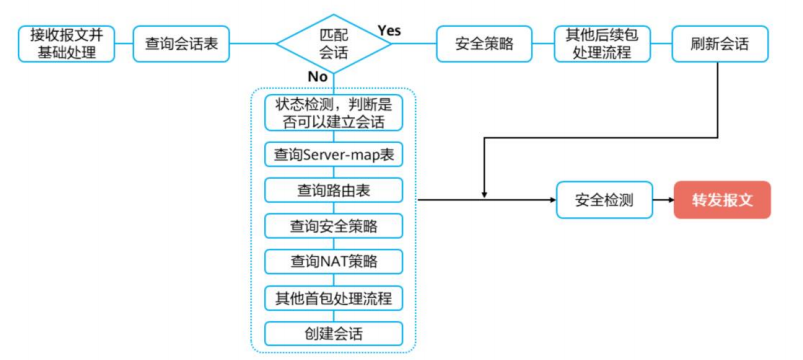 接收报文并
基础处理
查询会话表
匹配
会话
Yes
安全策略
其他后续包
处理流程
刷新会话
No
状态检测，判断是
否可以建立会话
查询Server-map表
查询路由表
查询安全策略
查询NAT策略
其他首包处理流程
创建会话
安全检测
转发报文